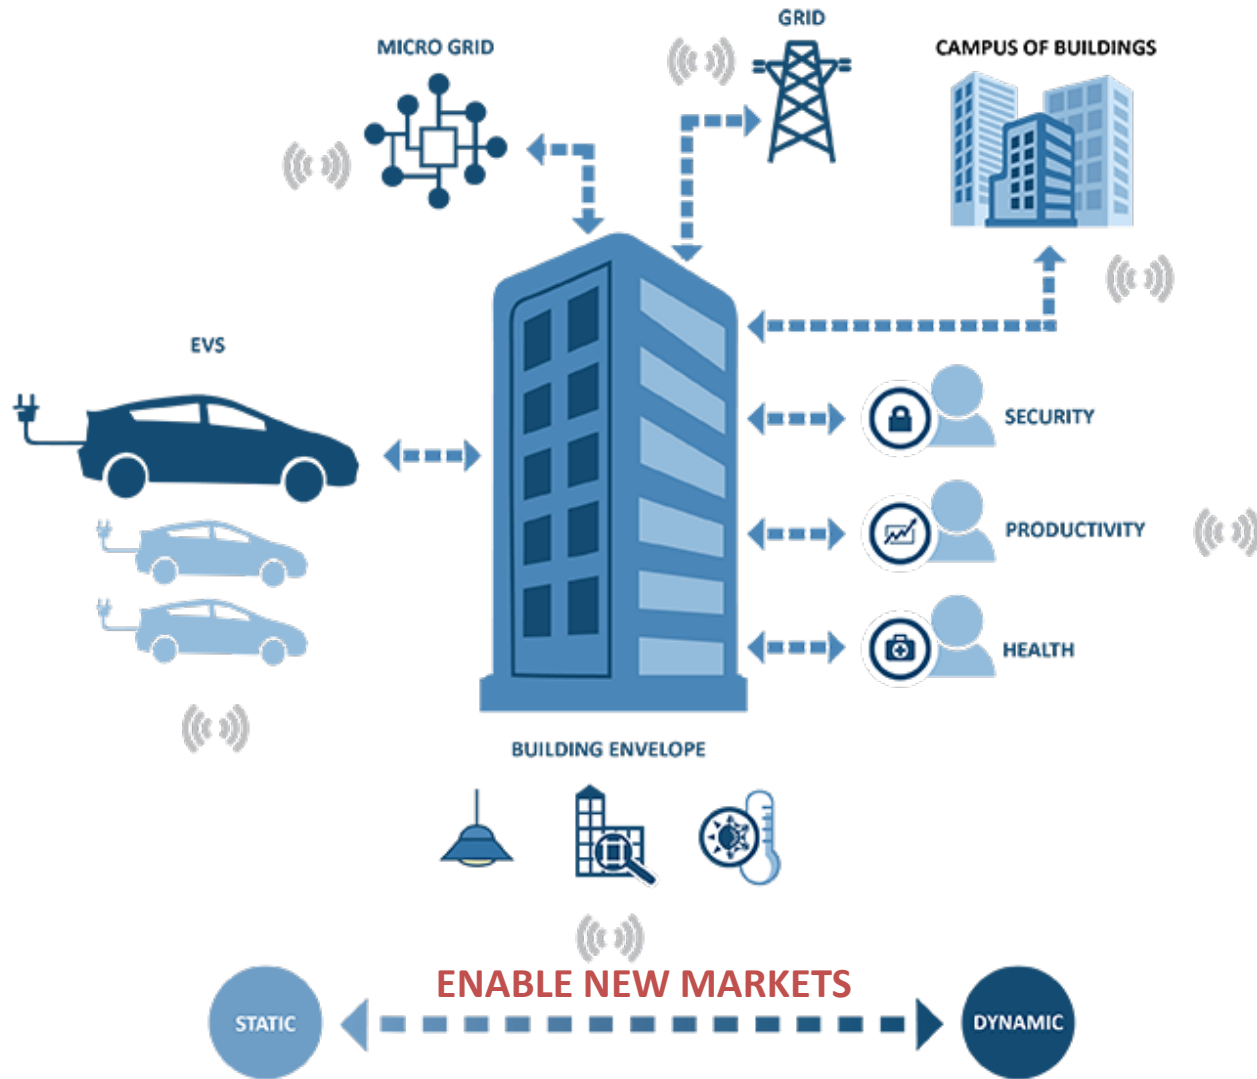 GRID
MICRO GRID
CAMPUS OF BUILDINGS
EVS
SECURITY
PRODUCTIVITY
HEALTH
BUILDING ENVELOPE
ENABLE NEW MARKETS
STATIC
DYNAMIC